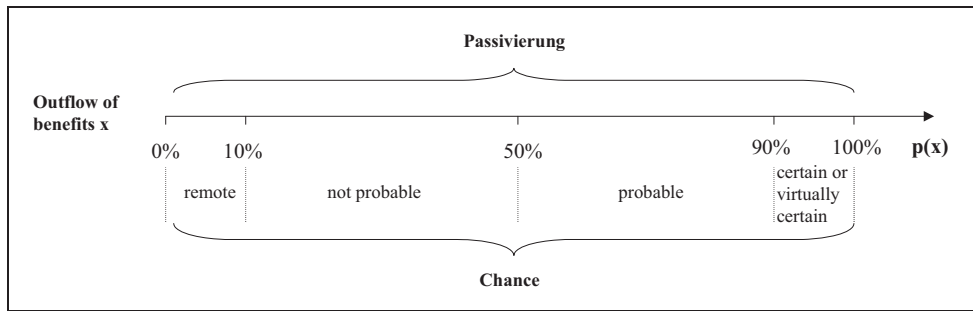 Passivierung
Outflow of
benefits x
0% 10% 50% 90% 100% p(x)
remote not probable probable certain or
virtually
certain
Chance